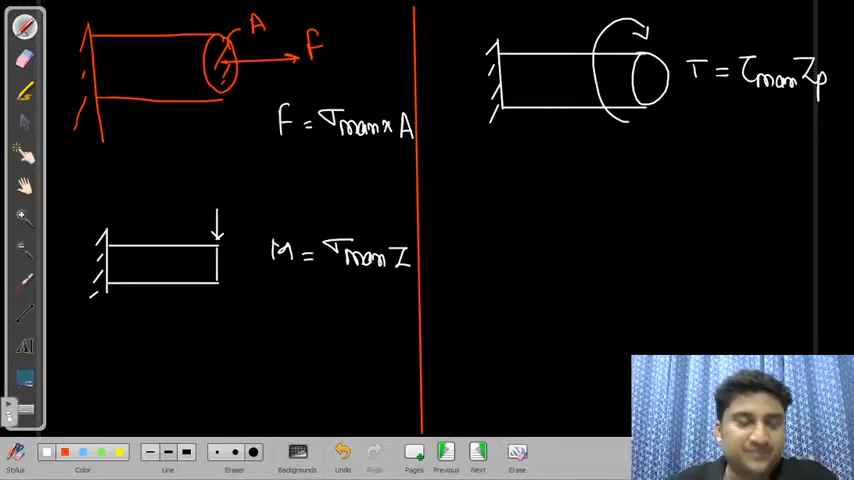 A
F
F = σmax × A
M = σmax Z
T = τmax Zp
Stylus
Color
Line
Eraser
Backgrounds
Undo
Redo
Pages
Previous
Next
Erase